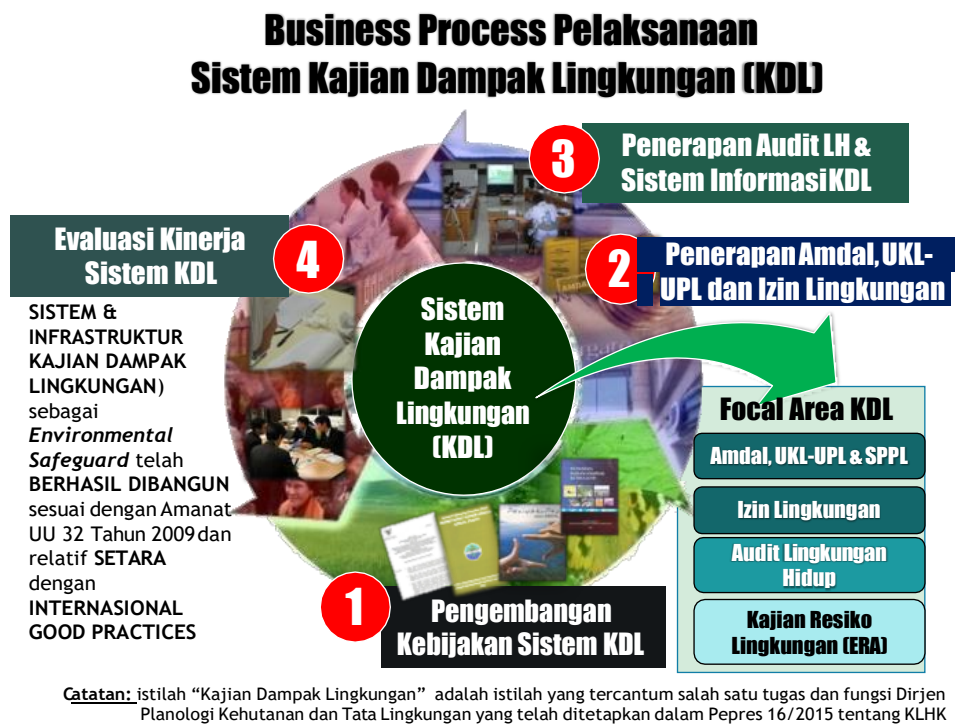 Business Process Pelaksanaan
Sistem Kajian Dampak Lingkungan (KDL)
3
Penerapan Audit LH &
Sistem Informasi KDL
Evaluasi Kinerja
Sistem KDL
4
2
Penerapan Amdal, UKL-
UPL dan Izin Lingkungan
SISTEM &
INFRASTRUKTUR
KAJIAN DAMPAK
LINGKUNGAN)
sebagai
Environmental
Safeguard telah
BERHASIL DIBANGUN
sesuai dengan Amanat
UU 32 Tahun 2009 dan
relatif SETARA
dengan
INTERNASIONAL
GOOD PRACTICES
Sistem
Kajian
Dampak
Lingkungan
(KDL)
Focal Area KDL
Amdal, UKL-UPL & SPPL
Izin Lingkungan
Audit Lingkungan
Hidup
Kajian Resiko
Lingkungan (ERA)
1
Pengembangan
Kebijakan Sistem KDL
Catatan: istilah “Kajian Dampak Lingkungan” adalah istilah yang tercantum salah satu tugas dan fungsi Dirjen
Planologi Kehutanan dan Tata Lingkungan yang telah ditetapkan dalam Pepres 16/2015 tentang KLHK